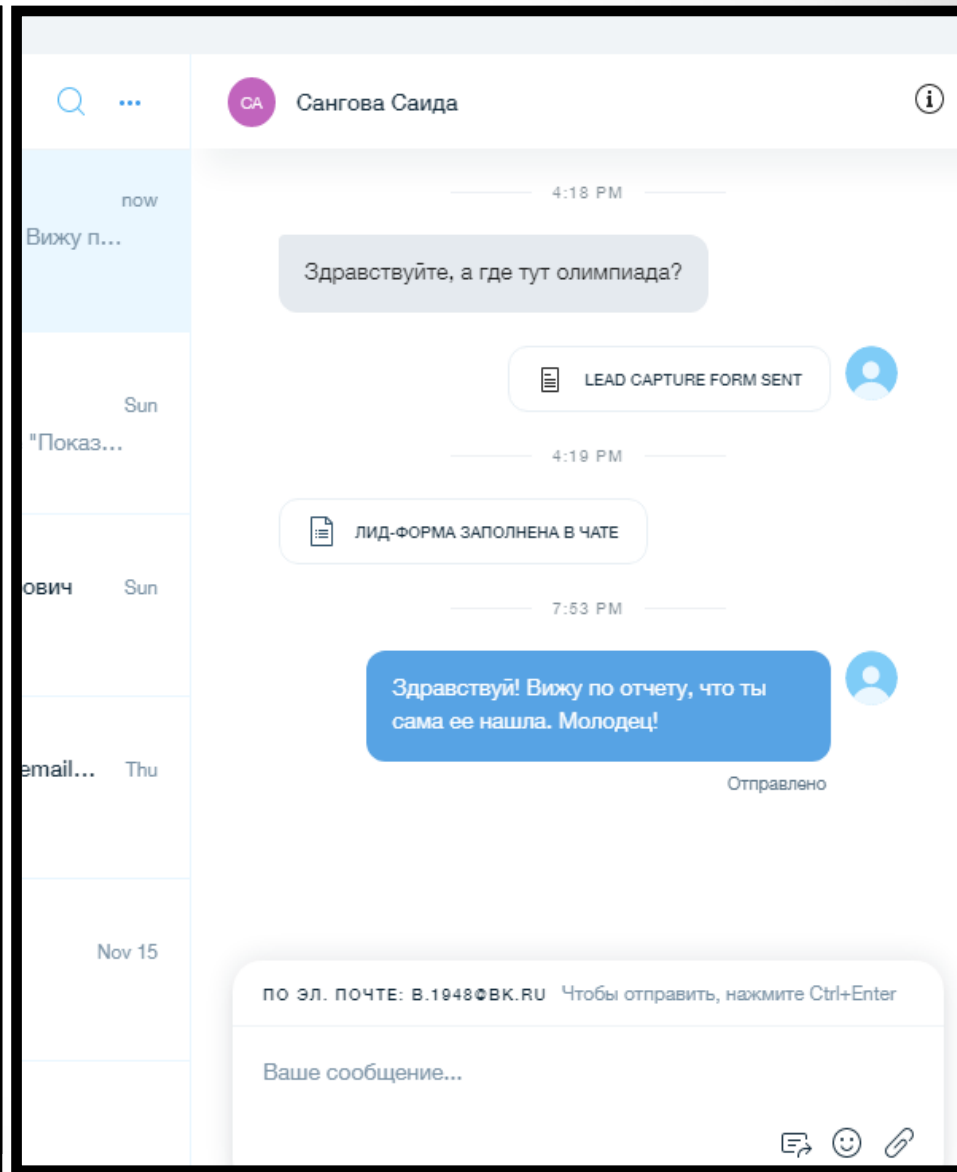 СА
Сангова Саида
now
Вижу п...
Sun
"Показ...
ович
Sun
email...
Thu
Nov 15
4:18 PM
Здравствуйте, а где тут олимпиада?
LEAD CAPTURE FORM SENT
4:19 PM
ЛИД-ФОРМА ЗАПОЛНЕНА В ЧАТЕ
7:53 PM
Здравствуй! Вижу по отчету, что ты
сама ее нашла. Молодец!
Отправлено
ПО ЭЛ. ПОЧТЕ: B.1948@BK.RU Чтобы отправить, нажмите Ctrl+Enter
Ваше сообщение...